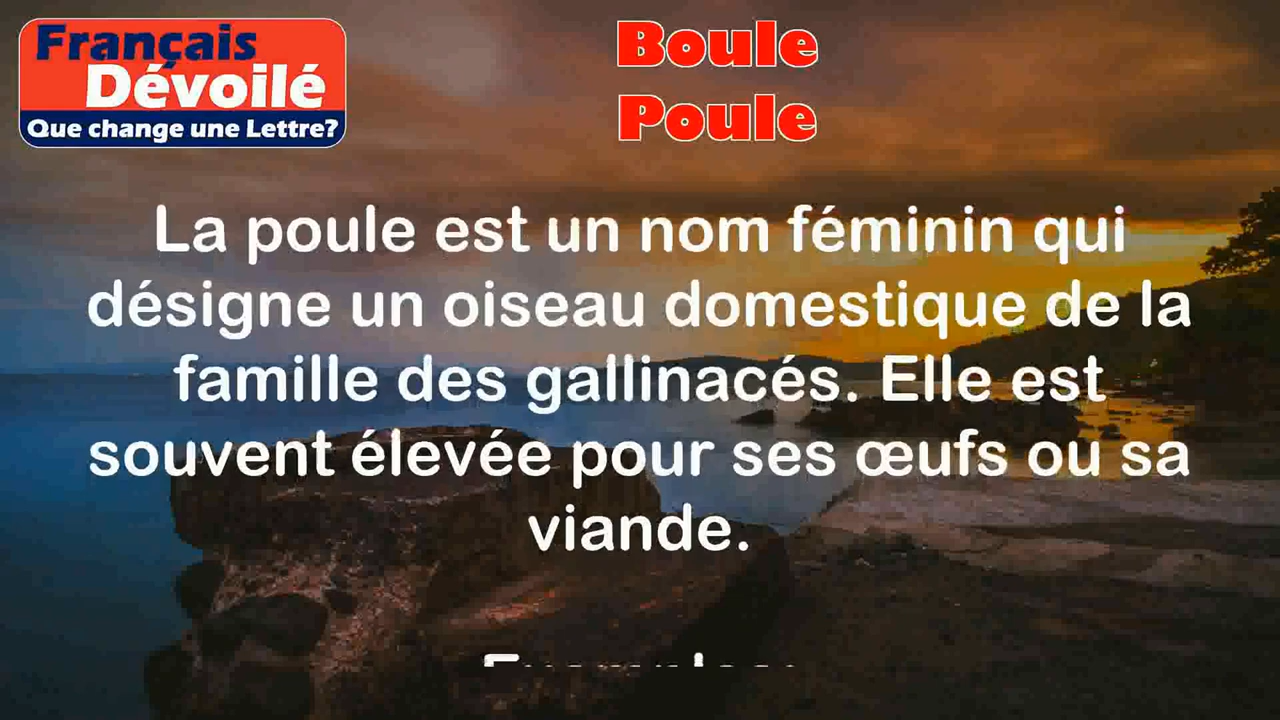 Français
Dévoilé
Que change une Lettre?
Boule
Poule
La poule est un nom féminin qui
désigne un oiseau domestique de la
famille des gallinacés. Elle est
souvent élevée pour ses œufs ou sa
viande.